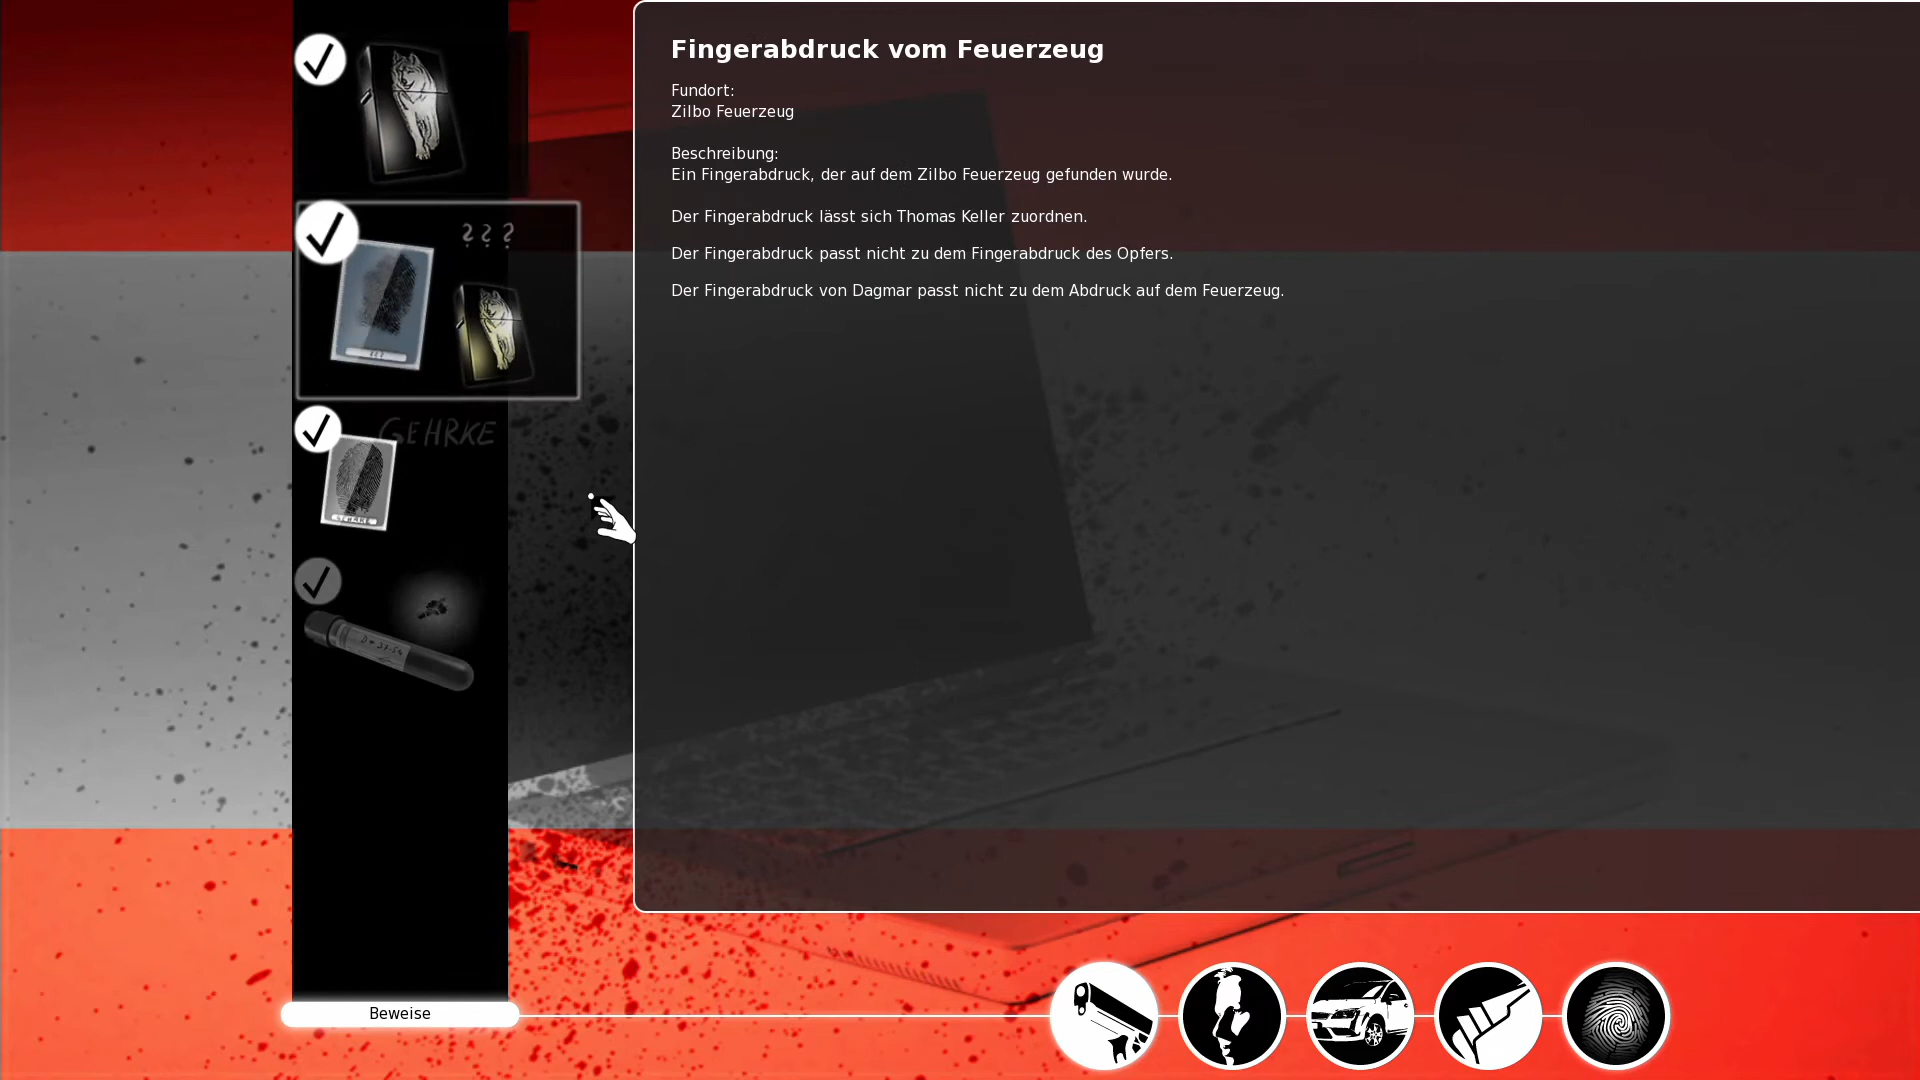 Fingerabdruck vom Feuerzeug
Fundort:
Zilbo Feuerzeug
Beschreibung:
Ein Fingerabdruck, der auf dem Zilbo Feuerzeug gefunden wurde.
Der Fingerabdruck lässt sich Thomas Keller zuordnen.
Der Fingerabdruck passt nicht zu dem Fingerabdruck des Opfers.
Der Fingerabdruck von Dagmar passt nicht zu dem Abdruck auf dem Feuerzeug.
? ? ?
???
GEHRKE
GEHRKE
Beweise